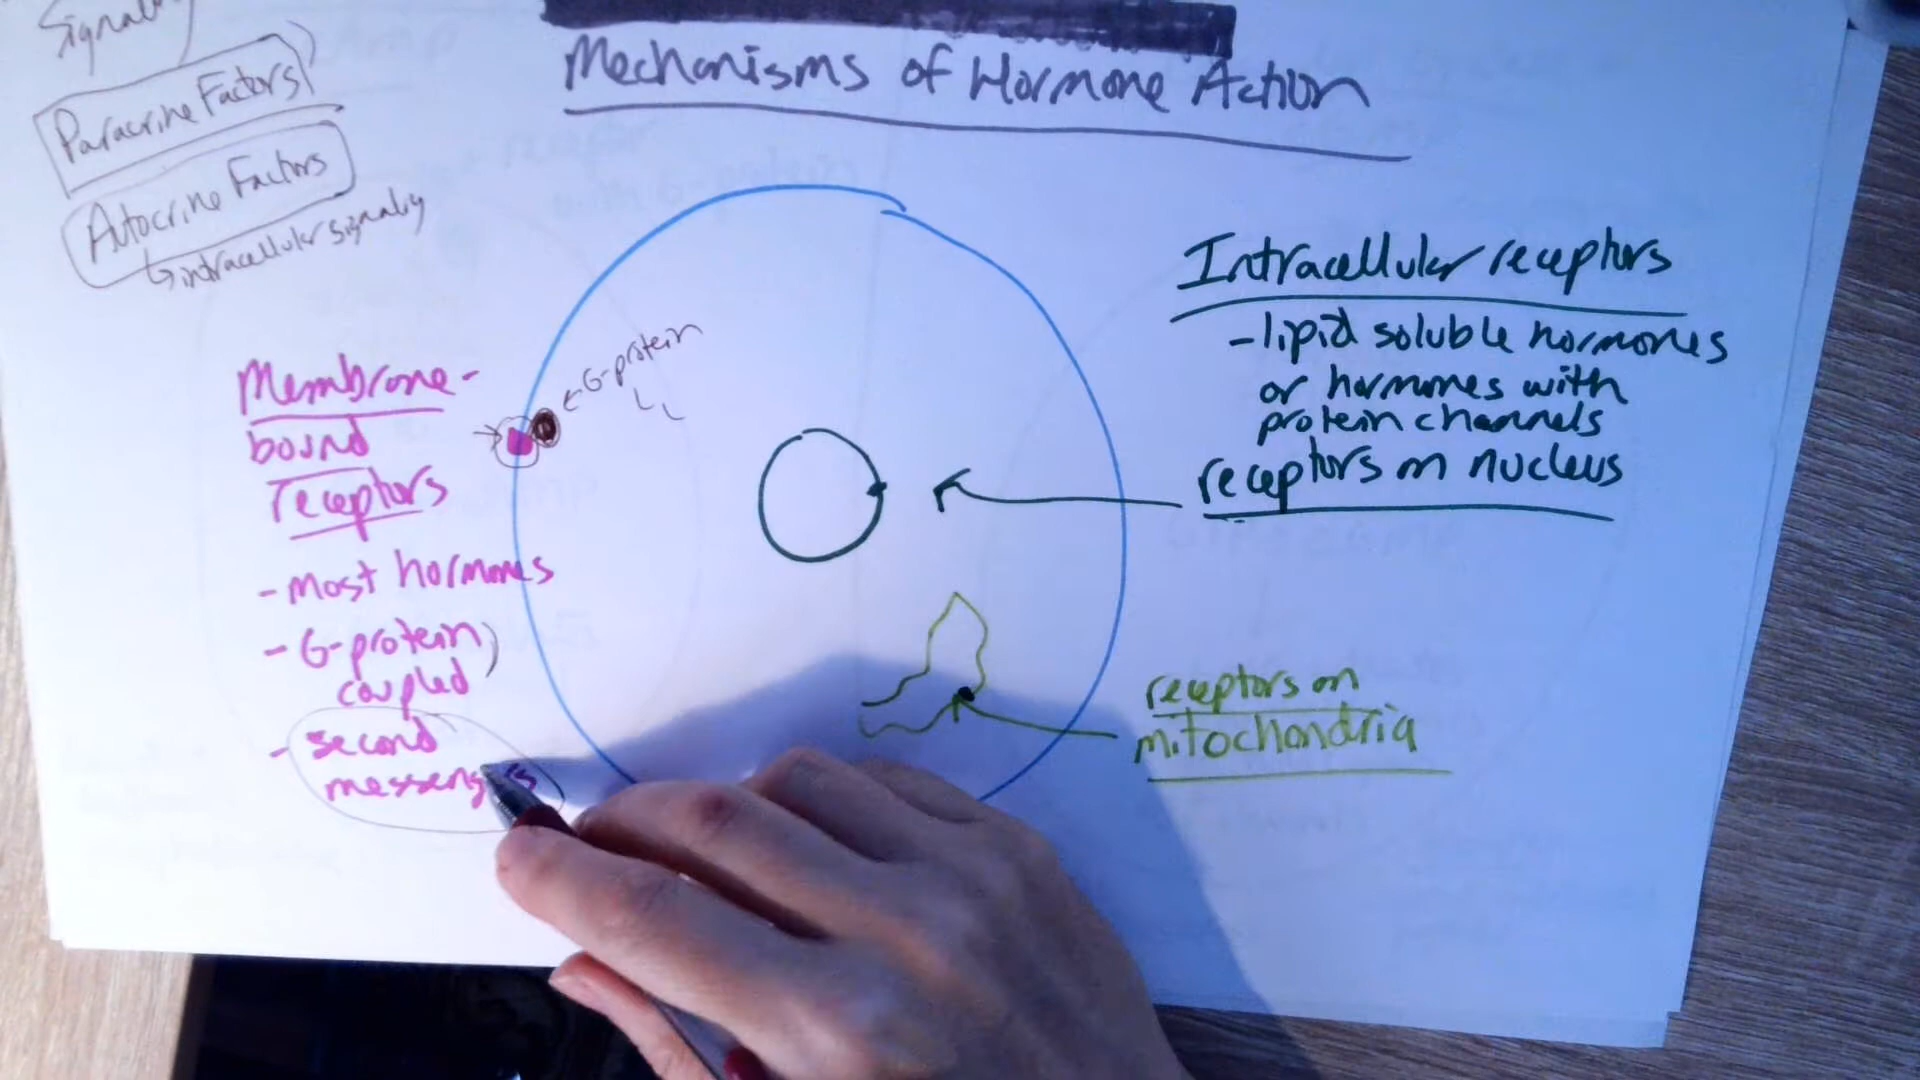 Mechanisms of Hormone Action
Paracrine Factors
Autocrine Factors
intracellular signaling
G-protein
Membrane-
bound
receptors
- most hormones
- G-protein
coupled
- second
messengers
Intracellular receptors
- lipid soluble hormones
or hormones with
protein channels
receptors on nucleus
receptors on
mitochondria